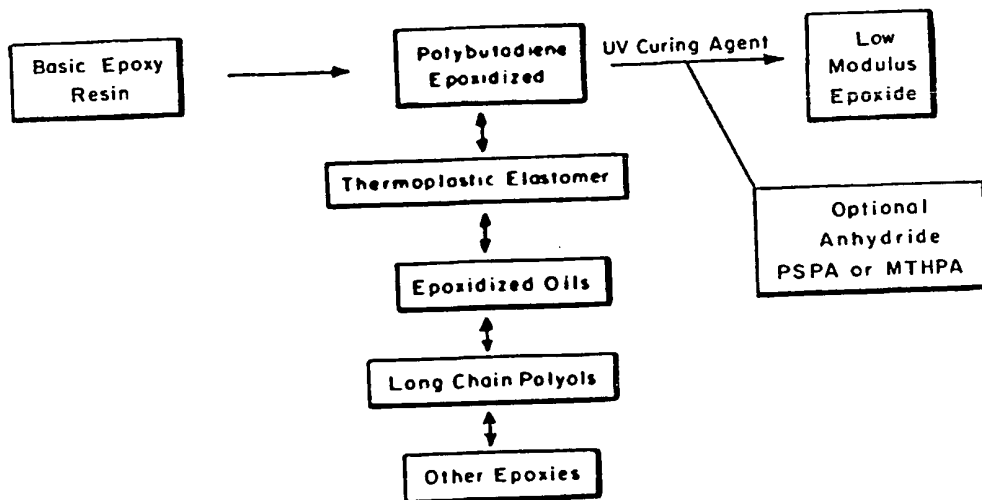 Basic Epoxy
Resin
Polybutadiene
Epoxidized
UV Curing Agent
Low
Modulus
Epoxide
Thermoplastic Elastomer
Optional
Anhydride
PSPA or MTHPA
Epoxidized Oils
Long Chain Polyols
Other Epoxies